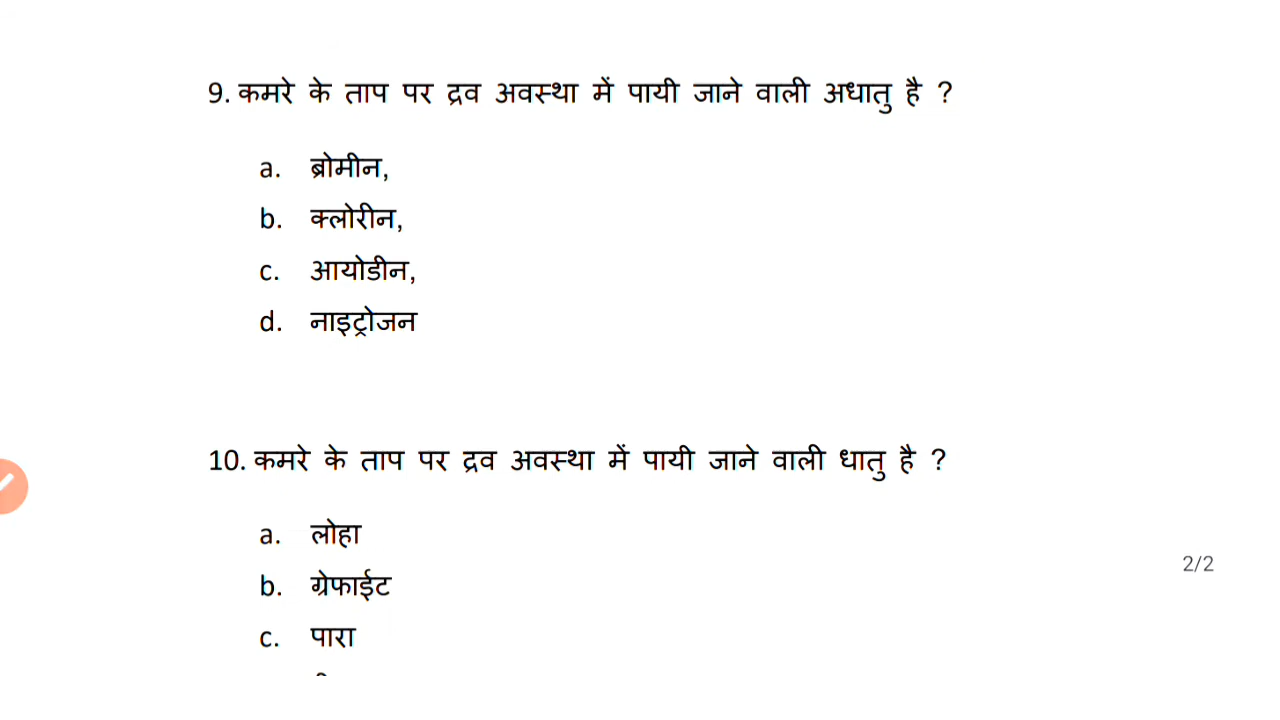 9. कमरे के ताप पर द्रव अवस्था में पायी जाने वाली अधातु है ?
a. ब्रोमीन,
b. क्लोरीन,
c. आयोडीन,
d. नाइट्रोजन
10. कमरे के ताप पर द्रव अवस्था में पायी जाने वाली धातु है ?
a. लोहा
2/2
b. ग्रेफाईट
c. पारा